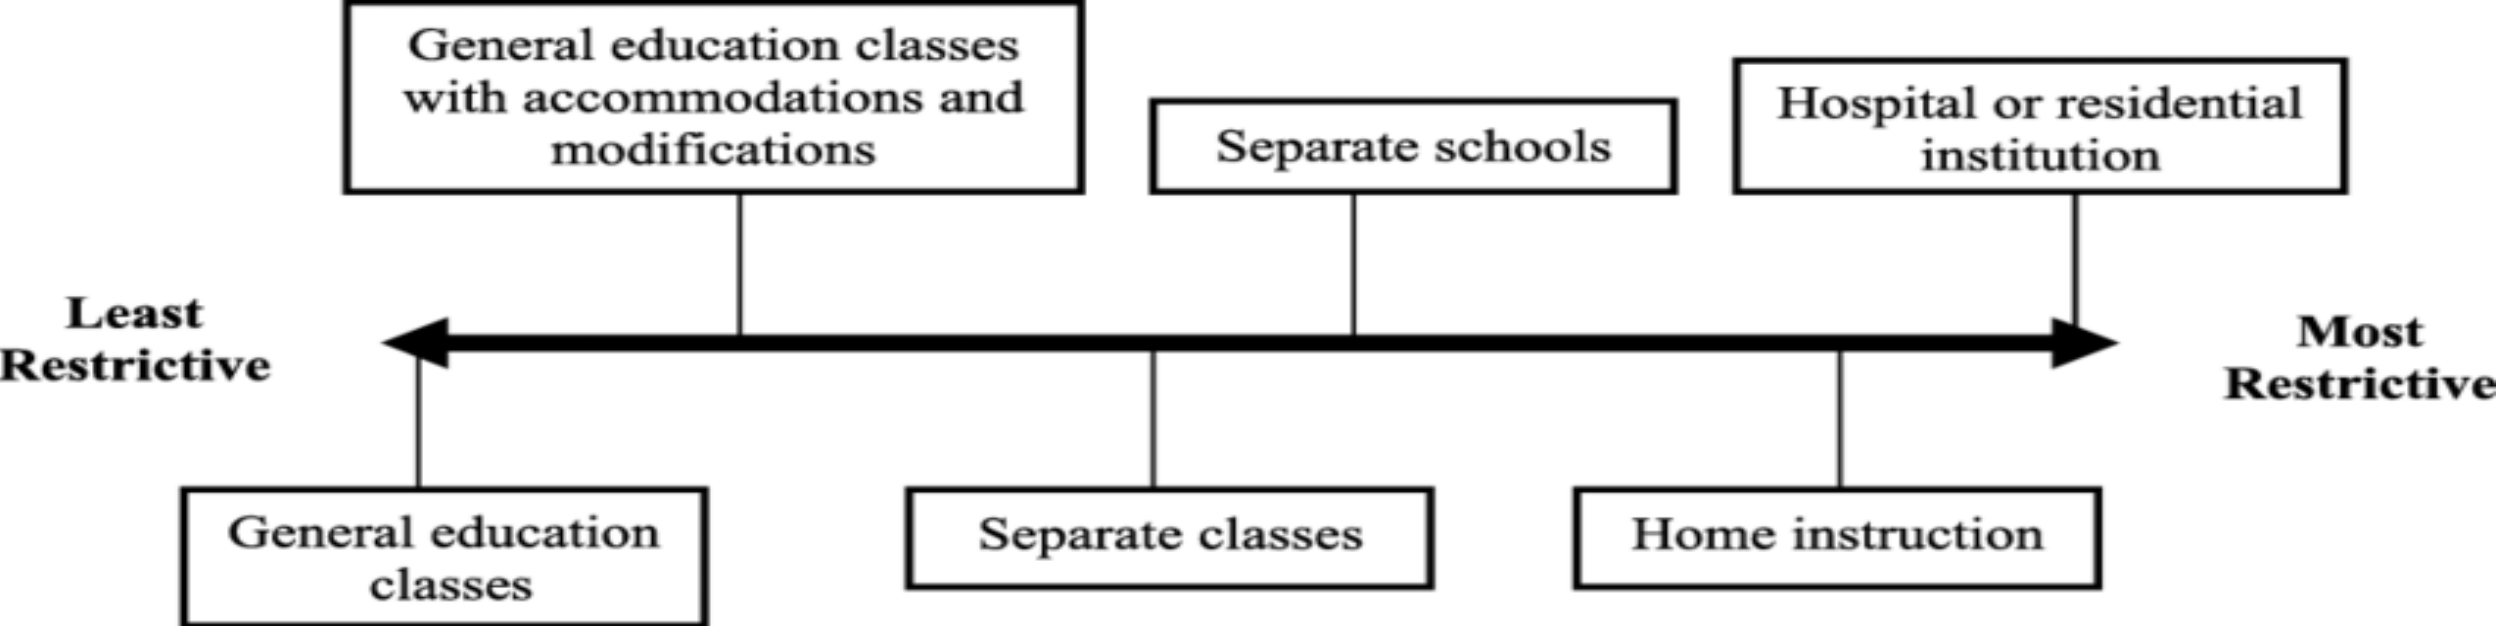 General education classes
with accommodations and
modifications
Separate schools
Hospital or residential
institution
Least
Restrictive
Most
Restrictive
General education
classes
Separate classes
Home instruction